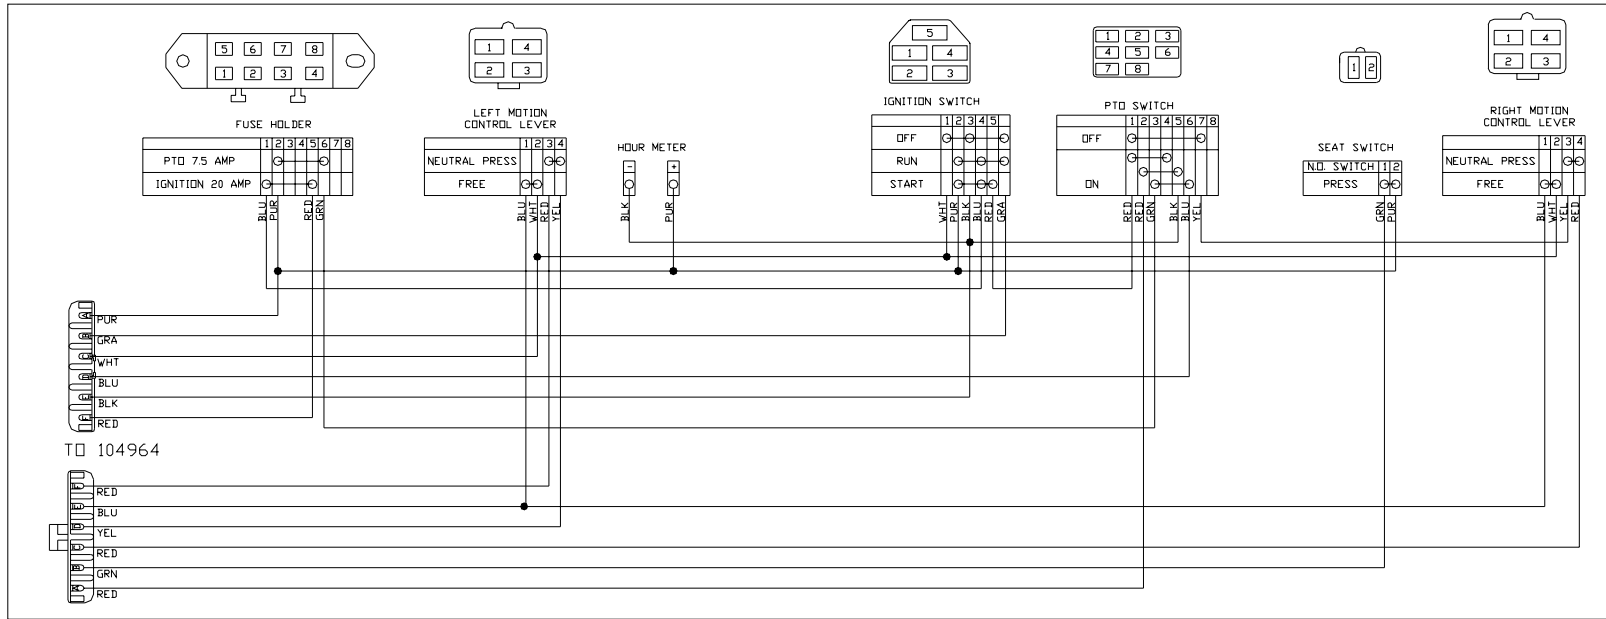 5 6 7 8
1 2 3 4
FUSE HOLDER
1 2 3 4 5 6 7 8
PTO 7.5 AMP
IGNITION 20 AMP
BLU PUR RED GRN
1 4
2 3
LEFT MOTION
CONTROL LEVER
1 2 3 4
NEUTRAL PRESS
FREE
BLU WHT RED YEL
HOUR METER
- +
BLK PUR
5
1 4
2 3
IGNITION SWITCH
1 2 3 4 5
OFF
RUN
START
WHT PUR BLK BLU RED GRA
1 2 3
4 5 6
7 8
PTO SWITCH
1 2 3 4 5 6 7 8
OFF
ON
RED RED GRN BLK BLU YEL
1 2
SEAT SWITCH
N.O. SWITCH 1 2
PRESS
GRN PUR
1 4
2 3
RIGHT MOTION
CONTROL LEVER
1 2 3 4
NEUTRAL PRESS
FREE
BLU WHT YEL RED
PUR
GRA
WHT
BLU
BLK
RED
TO 104964
RED
BLU
YEL
RED
GRN
RED